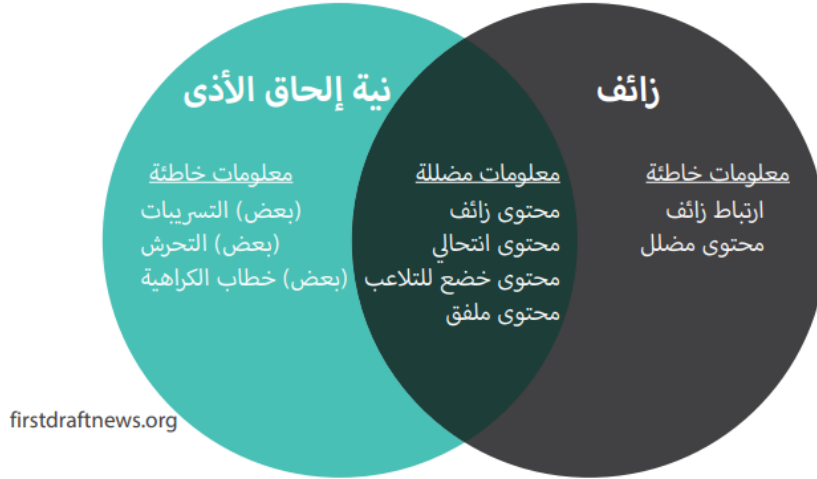 زائف
معلومات خاطئة
ارتباط زائف
محتوى مضلل
معلومات مضللة
محتوى زائف
محتوى انتحالي
محتوى خضع للتلاعب
محتوى ملفق
نية إلحاق الأذى
معلومات خاطئة
(بعض) التسريبات
(بعض) التحرش
(بعض) خطاب الكراهية
firstdraftnews.org